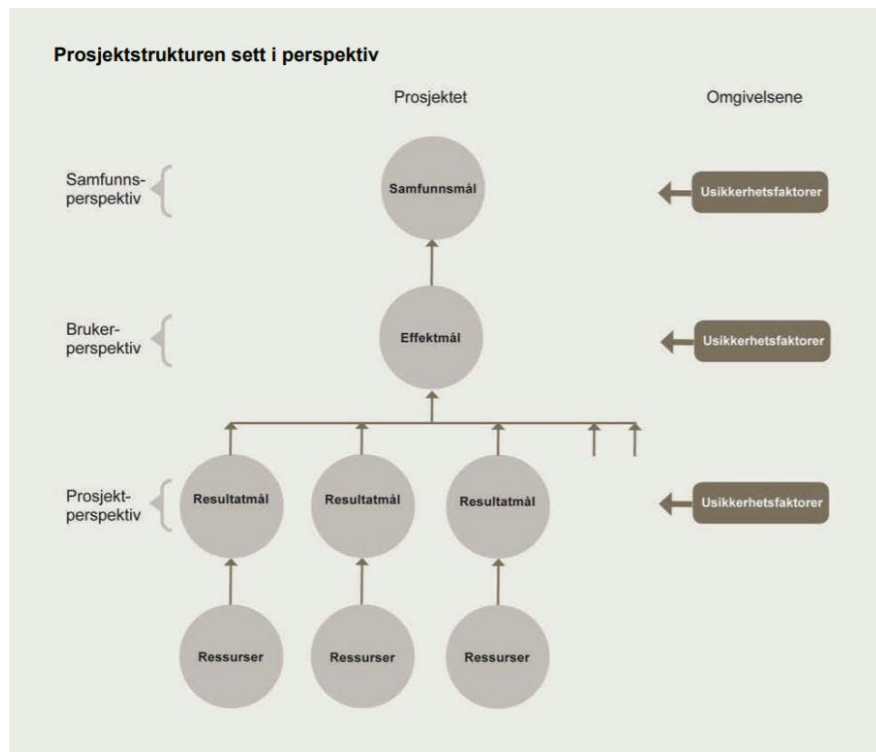 Prosjektstrukturen sett i perspektiv
Prosjektet
Omgivelsene
Samfunns-
perspektiv
Samfunnsmål
Usikkerhetsfaktorer
Bruker-
perspektiv
Effektmål
Usikkerhetsfaktorer
Prosjekt-
perspektiv
Resultatmål
Resultatmål
Resultatmål
Usikkerhetsfaktorer
Ressurser
Ressurser
Ressurser